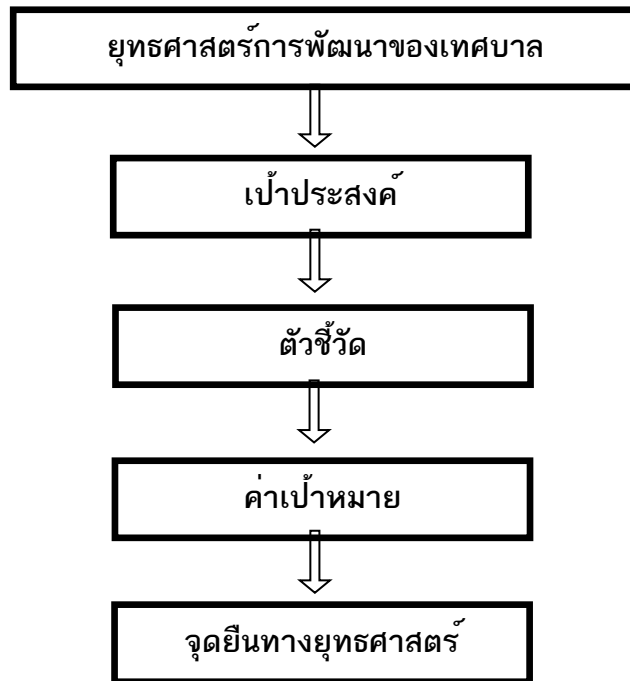 ยุทธศาสตร์การพัฒนาของเทศบาล
เป้าประสงค์
ตัวชี้วัด
ค่าเป้าหมาย
จุดยืนทางยุทธศาสตร์